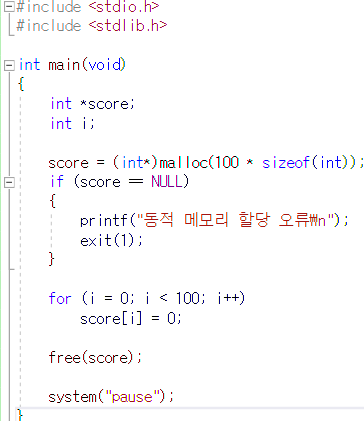 #include <stdio.h>
#include <stdlib.h>
int main(void)
{
int *score;
int i;
score = (int*)malloc(100 * sizeof(int));
if (score == NULL)
{
printf("동적 메모리 할당 오류₩n");
exit(1);
}
for (i = 0; i < 100; i++)
score[i] = 0;
free(score);
system("pause");
}